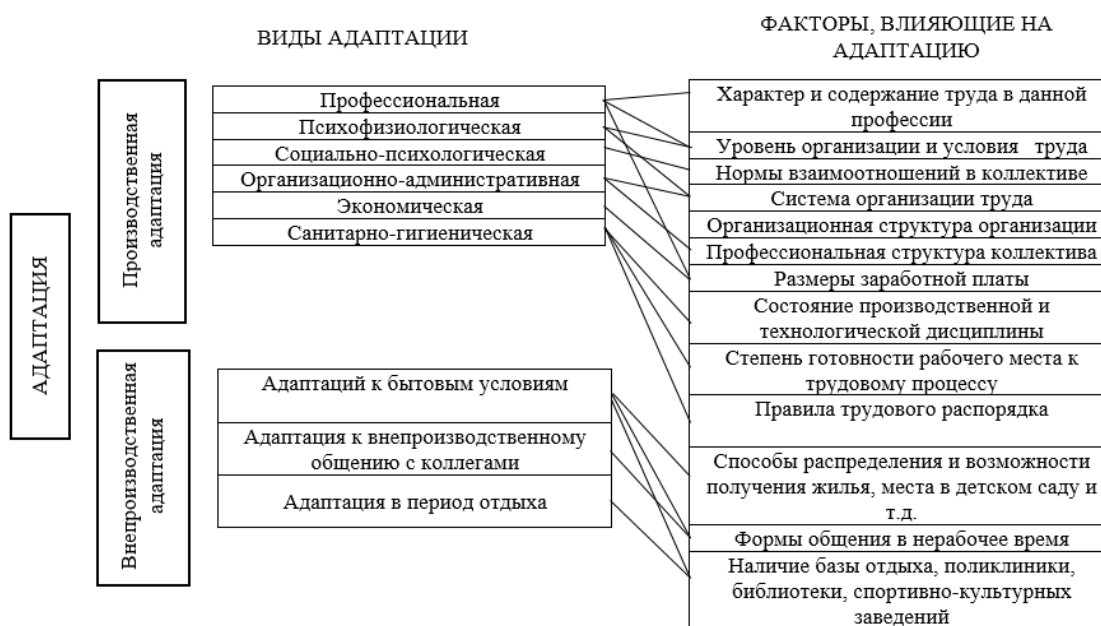 ВИДЫ АДАПТАЦИИ
ФАКТОРЫ, ВЛИЯЮЩИЕ НА
АДАПТАЦИЮ
АДАПТАЦИЯ
Производственная
адаптация
Профессиональная
Психофизиологическая
Социально-психологическая
Организационно-административная
Экономическая
Санитарно-гигиеническая
Внепроизводственная
адаптация
Адаптаций к бытовым условиям
Адаптация к внепроизводственному
общению с коллегами
Адаптация в период отдыха
Характер и содержание труда в данной
профессии
Уровень организации и условия труда
Нормы взаимоотношений в коллективе
Система организации труда
Организационная структура организации
Профессиональная структура коллектива
Размеры заработной платы
Состояние производственной и
технологической дисциплины
Степень готовности рабочего места к
трудовому процессу
Правила трудового распорядка
Способы распределения и возможности
получения жилья, места в детском саду и
т.д.
Формы общения в нерабочее время
Наличие базы отдыха, поликлиники,
библиотеки, спортивно-культурных
заведений